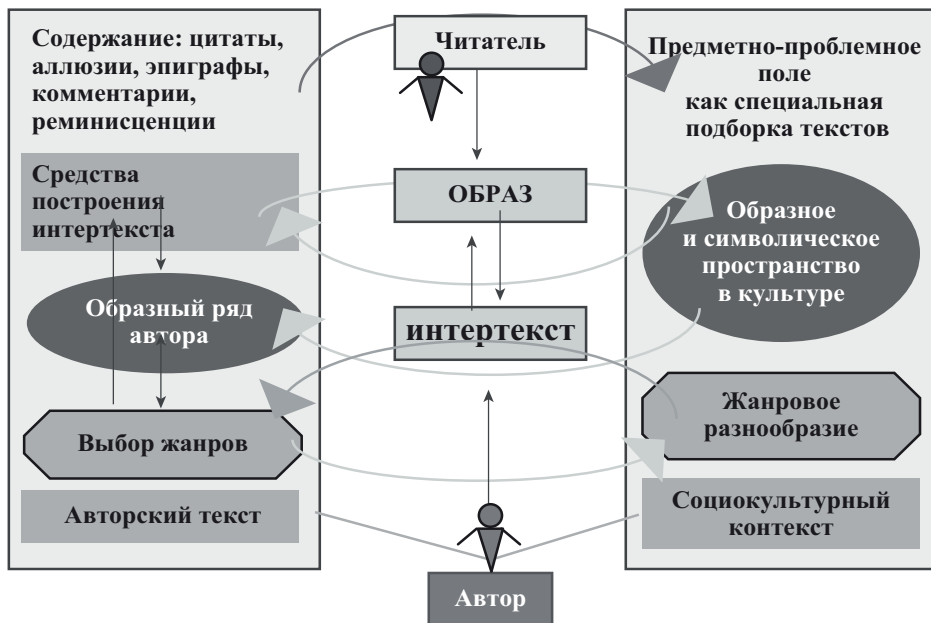 Содержание: цитаты,
аллюзии, эпиграфы,
комментарии,
реминисценции
Средства
построения
интертекста
Образный ряд
автора
Выбор жанров
Авторский текст
Читатель
ОБРАЗ
интертекст
Автор
Предметно-проблемное
поле
как специальная
подборка текстов
Образное
и символическое
пространство
в культуре
Жанровое
разнообразие
Социокультурный
контекст